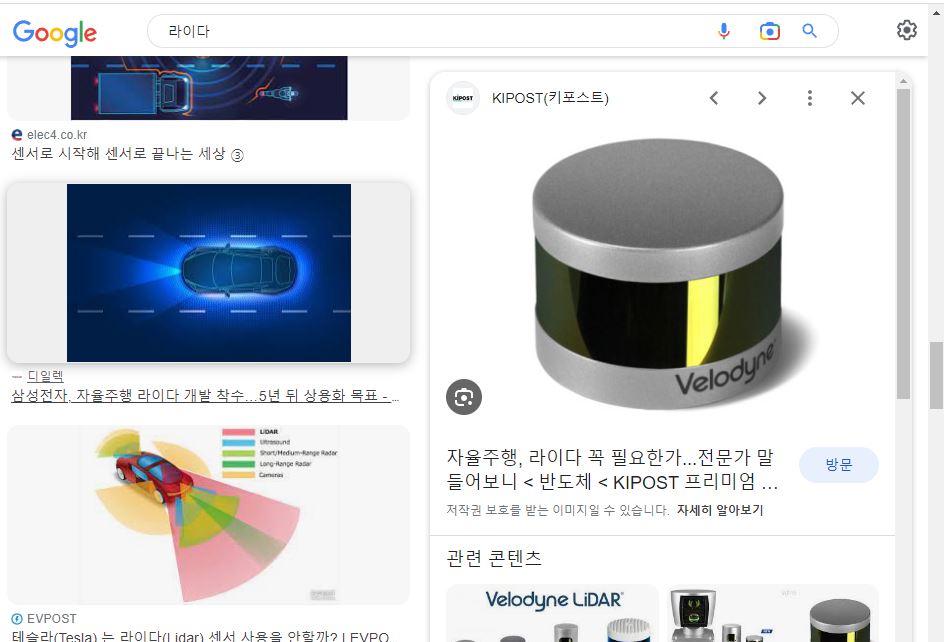 Google
라이다
elec4.co.kr
센서로 시작해 센서로 끝나는 세상 ③
디일렉
삼성전자, 자율주행 라이다 개발 착수...5년 뒤 상용화 목표 - ...
LiDAR
Ultrasound
Short/Medium-Range Radar
Long-Range Radar
Cameras
EVPOST
테슬라(Tesla) 는 라이다(Lidar) 센서 사용을 안할까? | EVPO...
KIPOST
KIPOST(키포스트)
Velodyne
자율주행, 라이다 꼭 필요한가...전문가 말
들어보니 < 반도체 < KIPOST 프리미엄 ...
방문
저작권 보호를 받는 이미지일 수 있습니다. 자세히 알아보기
관련 콘텐츠
Velodyne LiDAR